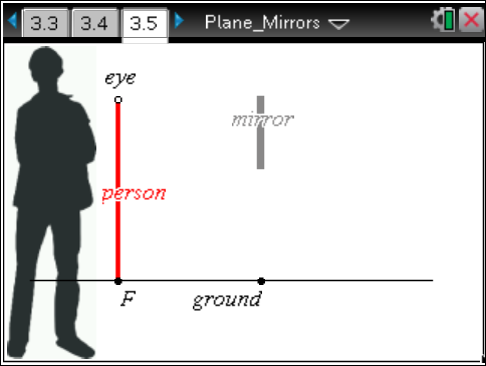 3.3 3.4 3.5 Plane_Mirrors
eye
mirror
person
F ground